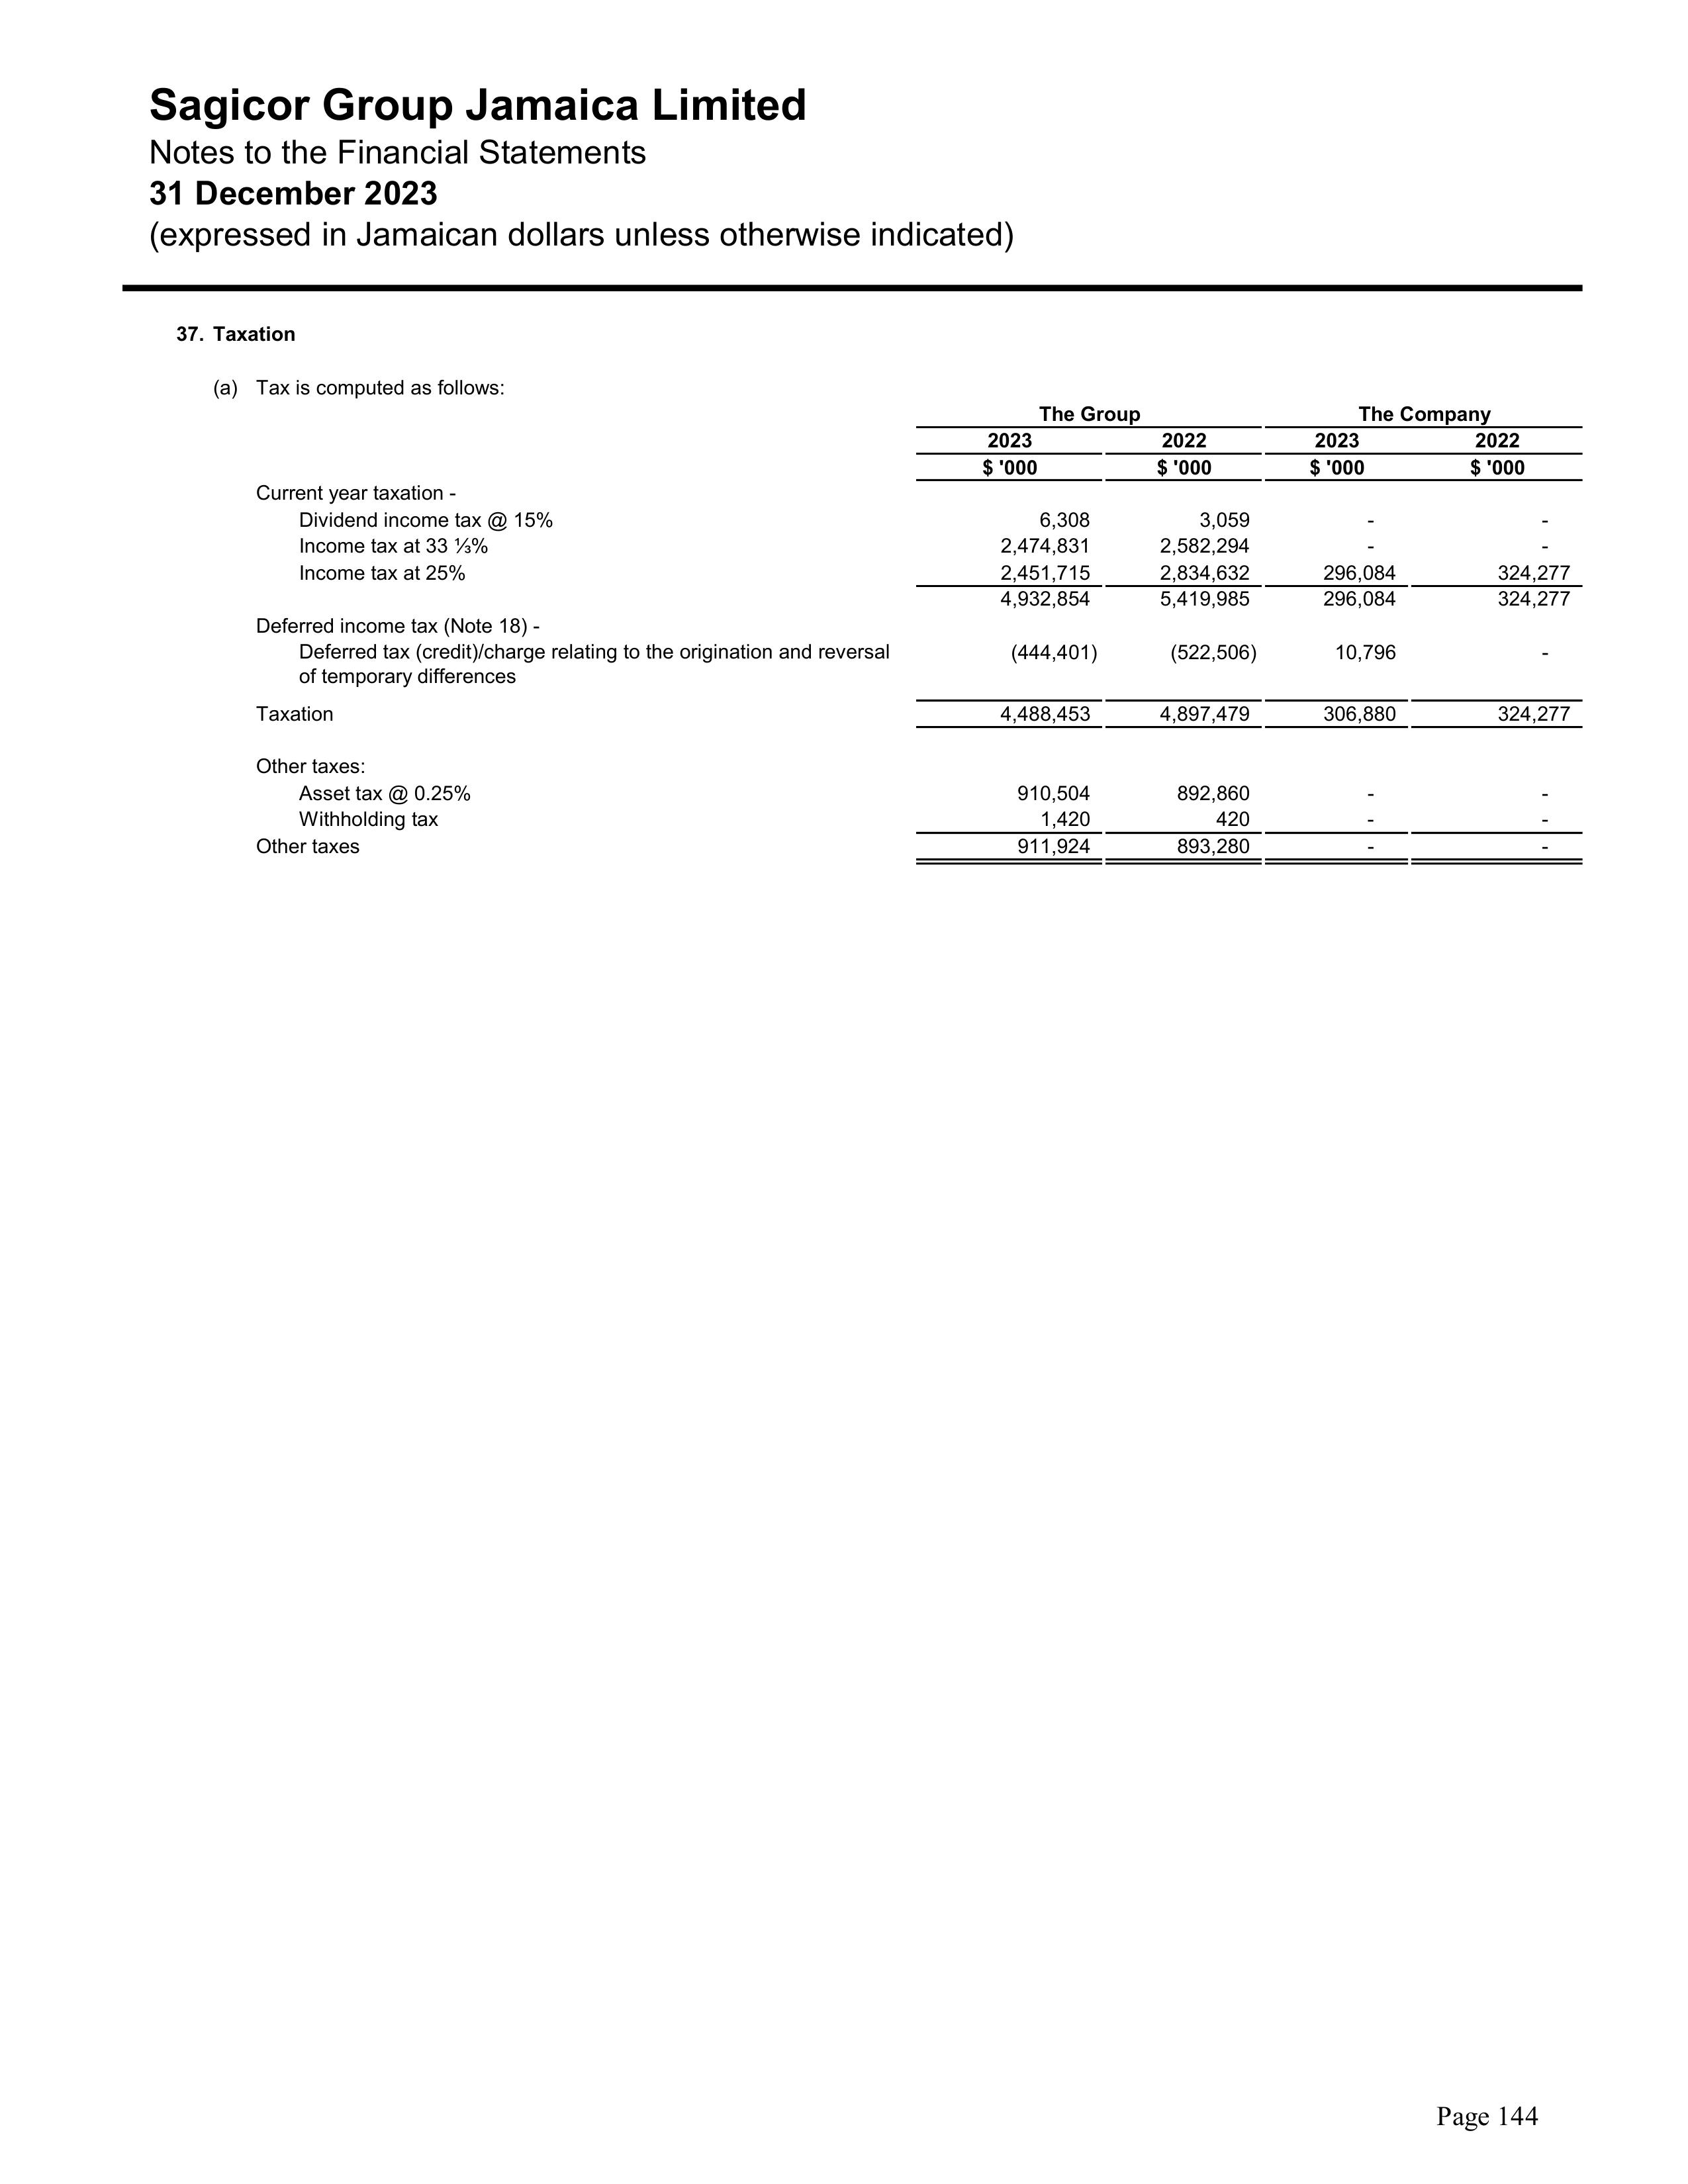 Sagicor Group Jamaica Limited
Notes to the Financial Statements
31 December 2023
(expressed in Jamaican dollars unless otherwise indicated)
37. Taxation
(a) Tax is computed as follows:
The Group The Company
2023 2022 2023 2022
$ '000 $ '000 $ '000 $ '000
Current year taxation -
Dividend income tax @ 15% 6,308 3,059 - -
Income tax at 33 ⅓% 2,474,831 2,582,294 - -
Income tax at 25% 2,451,715 2,834,632 296,084 324,277
4,932,854 5,419,985 296,084 324,277
Deferred income tax (Note 18) -
Deferred tax (credit)/charge relating to the origination and reversal (444,401) (522,506) 10,796 -
of temporary differences
Taxation 4,488,453 4,897,479 306,880 324,277
Other taxes:
Asset tax @ 0.25% 910,504 892,860 - -
Withholding tax 1,420 420 - -
Other taxes 911,924 893,280 - -
Page 144